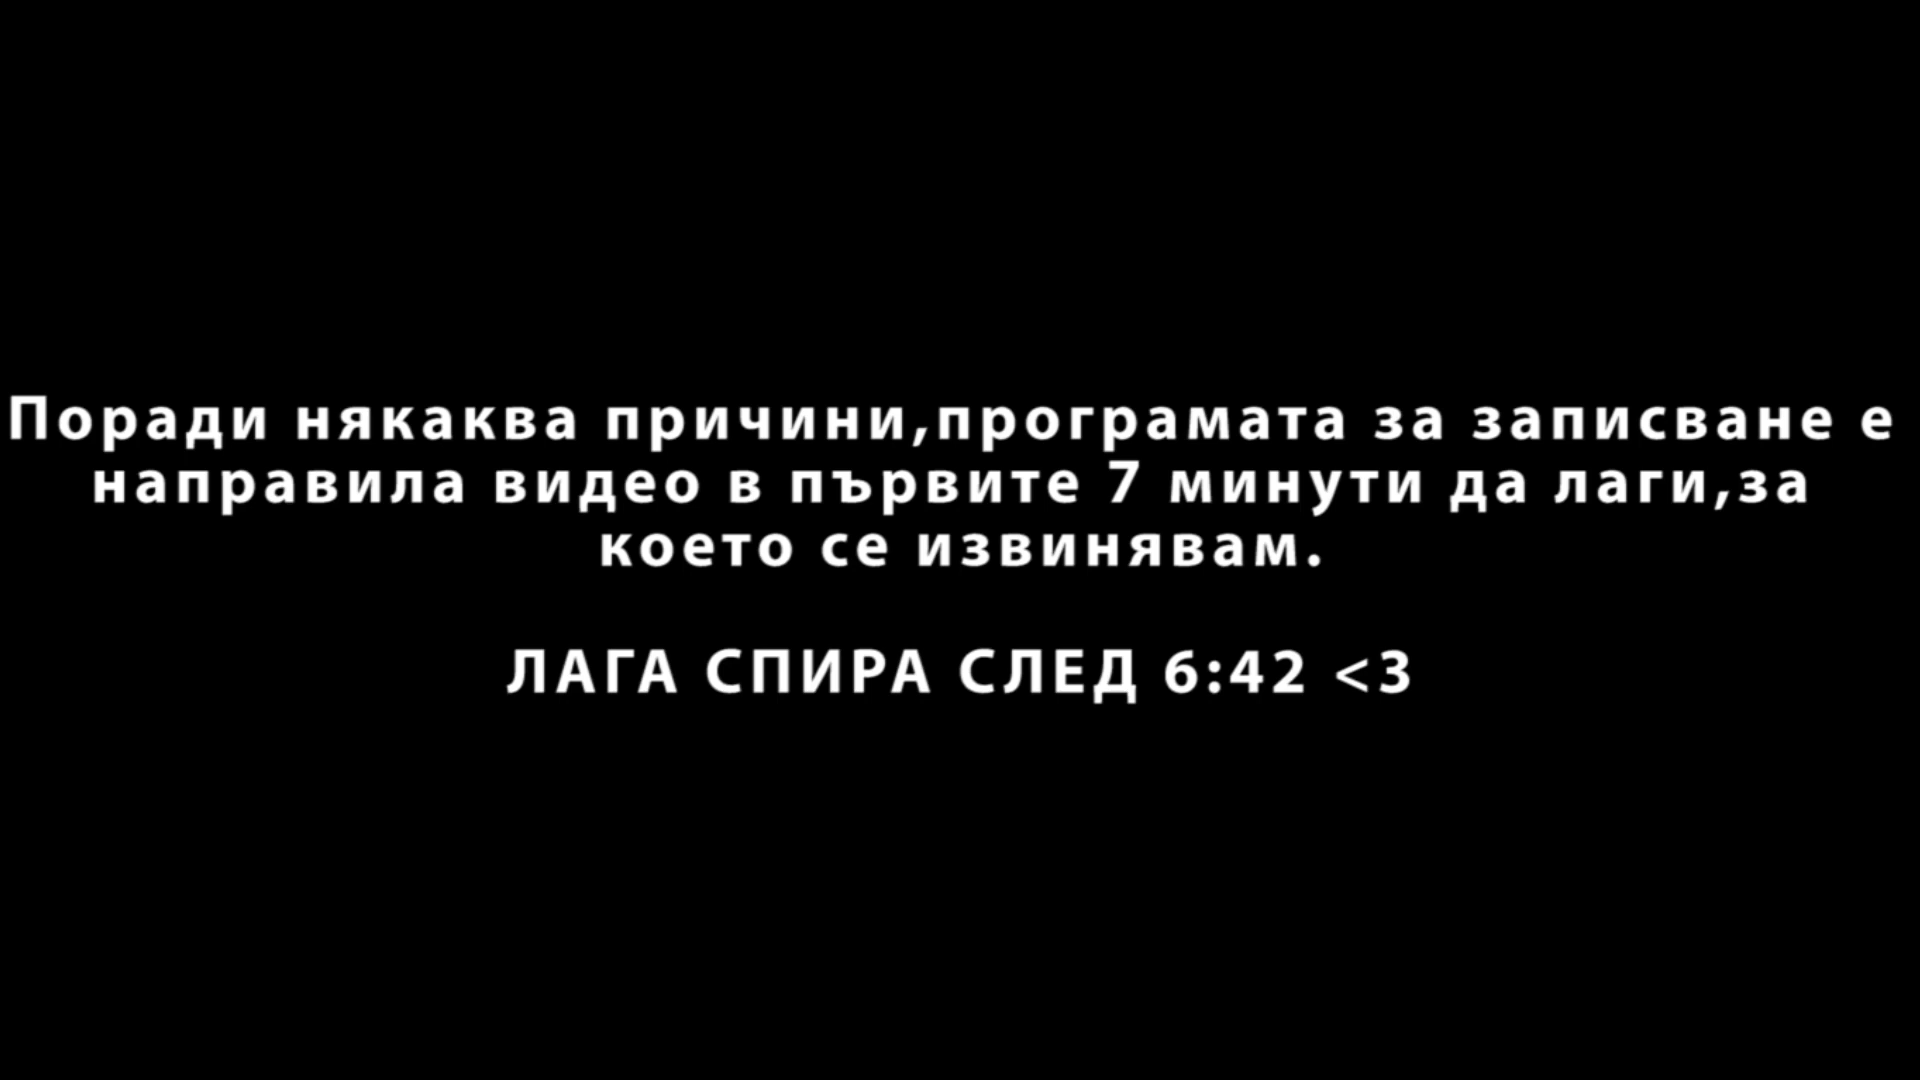 Поради някаква причини,програмата за записване е
направила видео в първите 7 минути да лаги,за
което се извинявам.
ЛАГА СПИРА СЛЕД 6:42 <3